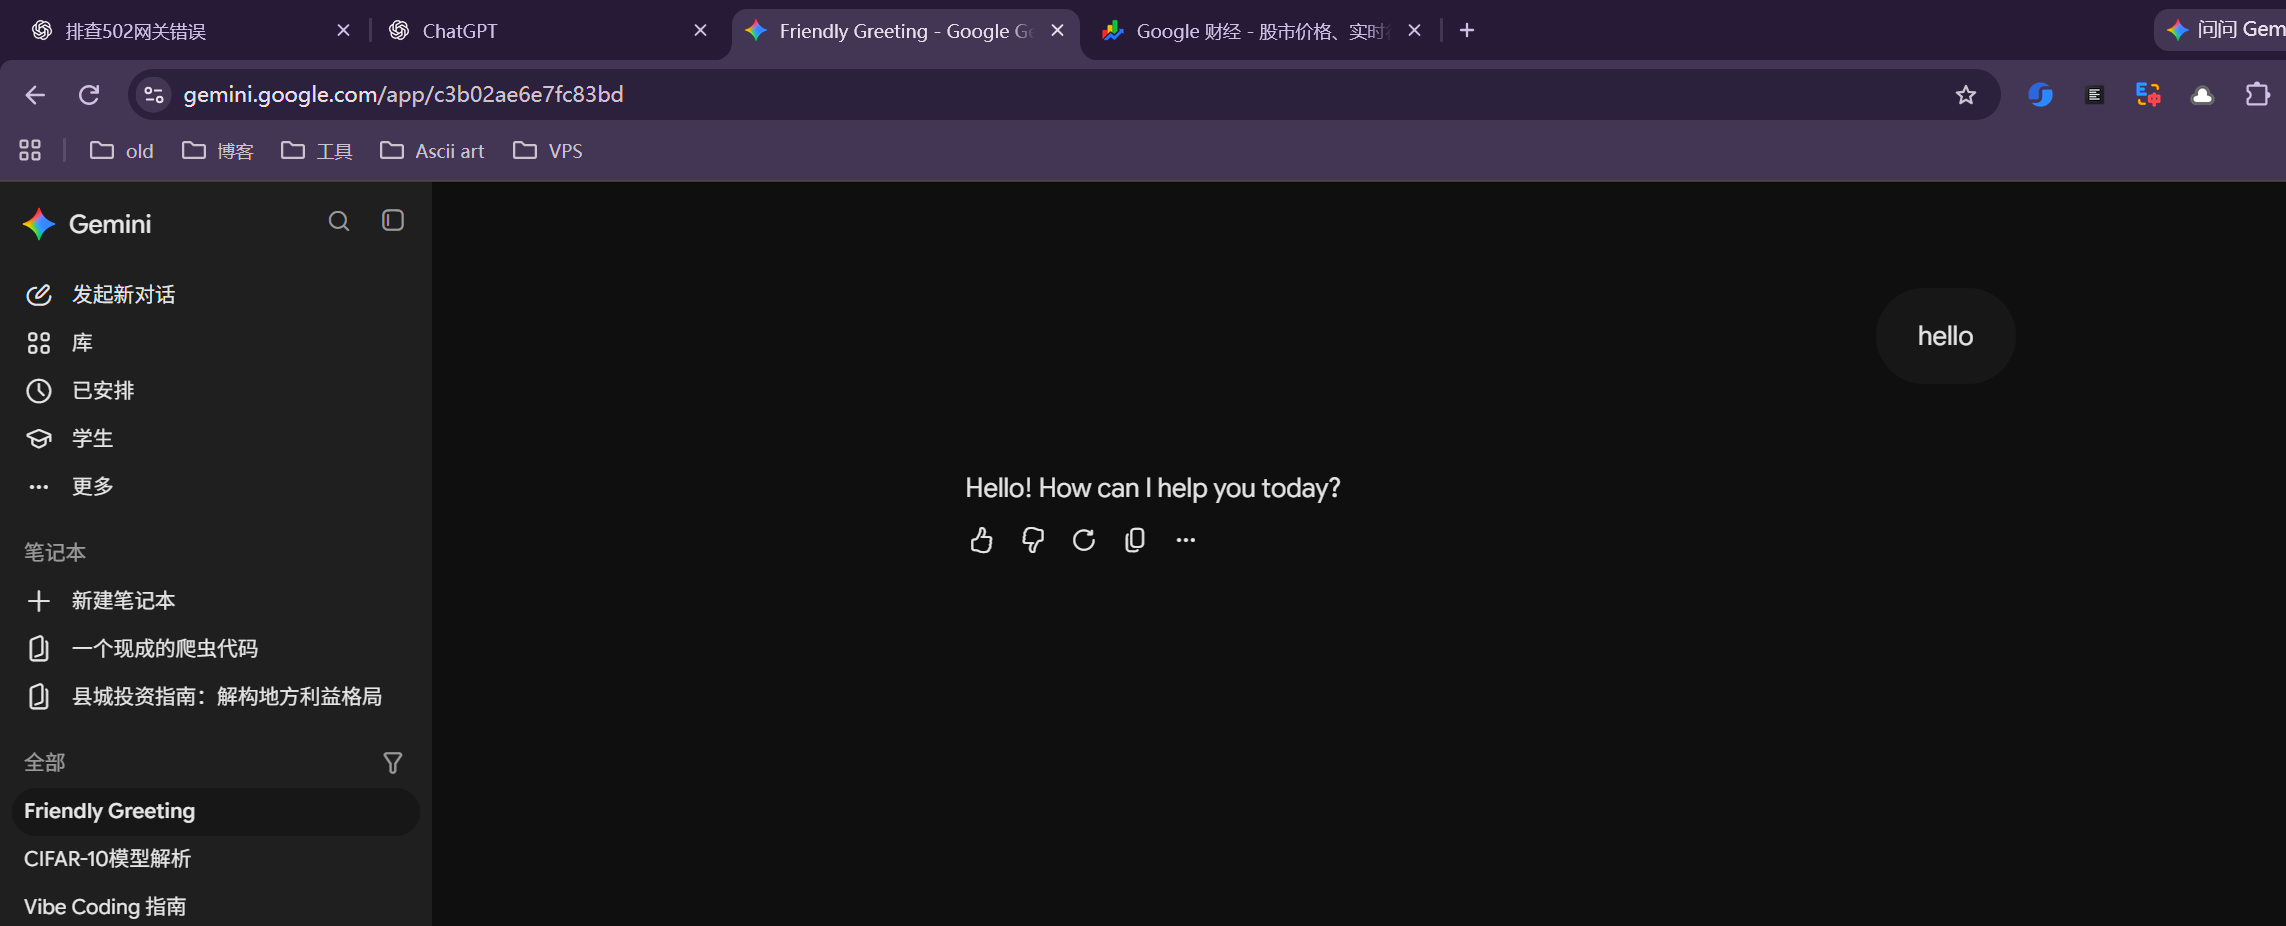 排查502网关错误
ChatGPT
Friendly Greeting - Google Ge
Google 财经 - 股市价格、实时
问问 Gem
gemini.google.com/app/c3b02ae6e7fc83bd
old
博客
工具
Ascii art
VPS
Gemini
发起新对话
库
已安排
学生
更多
笔记本
新建笔记本
一个现成的爬虫代码
县城投资指南：解构地方利益格局
全部
Friendly Greeting
CIFAR-10模型解析
Vibe Coding 指南
hello
Hello! How can I help you today?